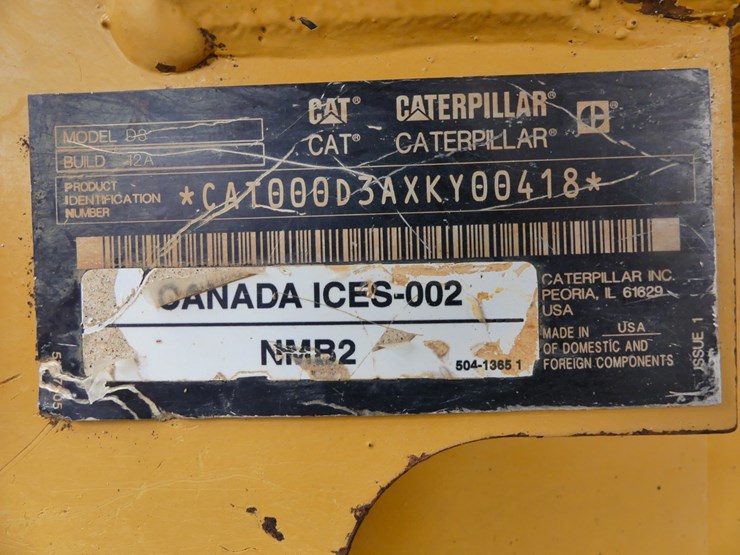 CAT® CATERPILLAR® ®
CAT® CATERPILLAR®
MODEL D3
BUILD 12A
PRODUCT
IDENTIFICATION
NUMBER
*CAT000D3AXKY00418*
CANADA ICES-002
NMB2
504-1365 1
CATERPILLAR INC.
PEORIA, IL 61629
USA
MADE IN USA
OF DOMESTIC AND
FOREIGN COMPONENTS
ISSUE 1